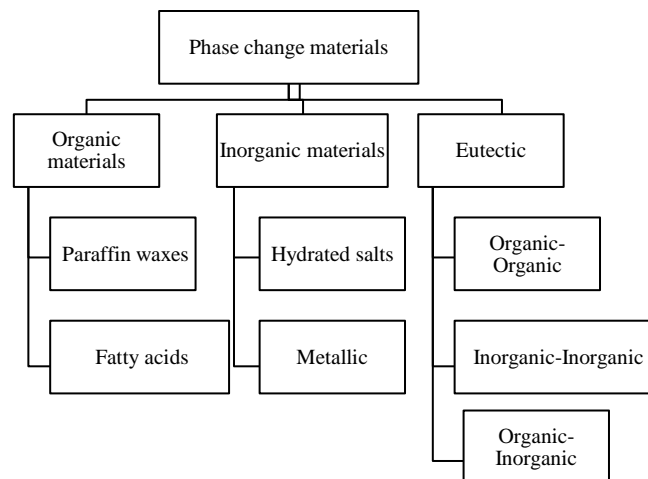 Phase change materials
Organic
materials
Inorganic materials
Eutectic
Paraffin waxes
Hydrated salts
Organic-
Organic
Fatty acids
Metallic
Inorganic-Inorganic
Organic-
Inorganic